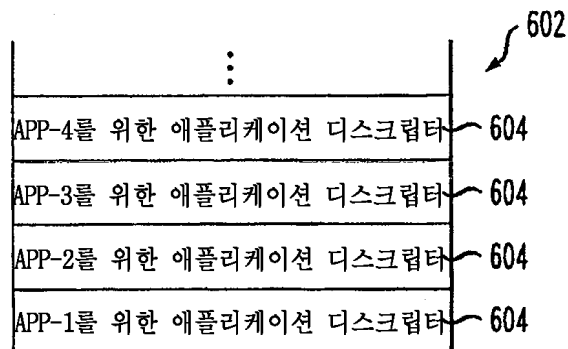 602
⋮
APP-4를 위한 애플리케이션 디스크립터 604
APP-3를 위한 애플리케이션 디스크립터 604
APP-2를 위한 애플리케이션 디스크립터 604
APP-1를 위한 애플리케이션 디스크립터 604